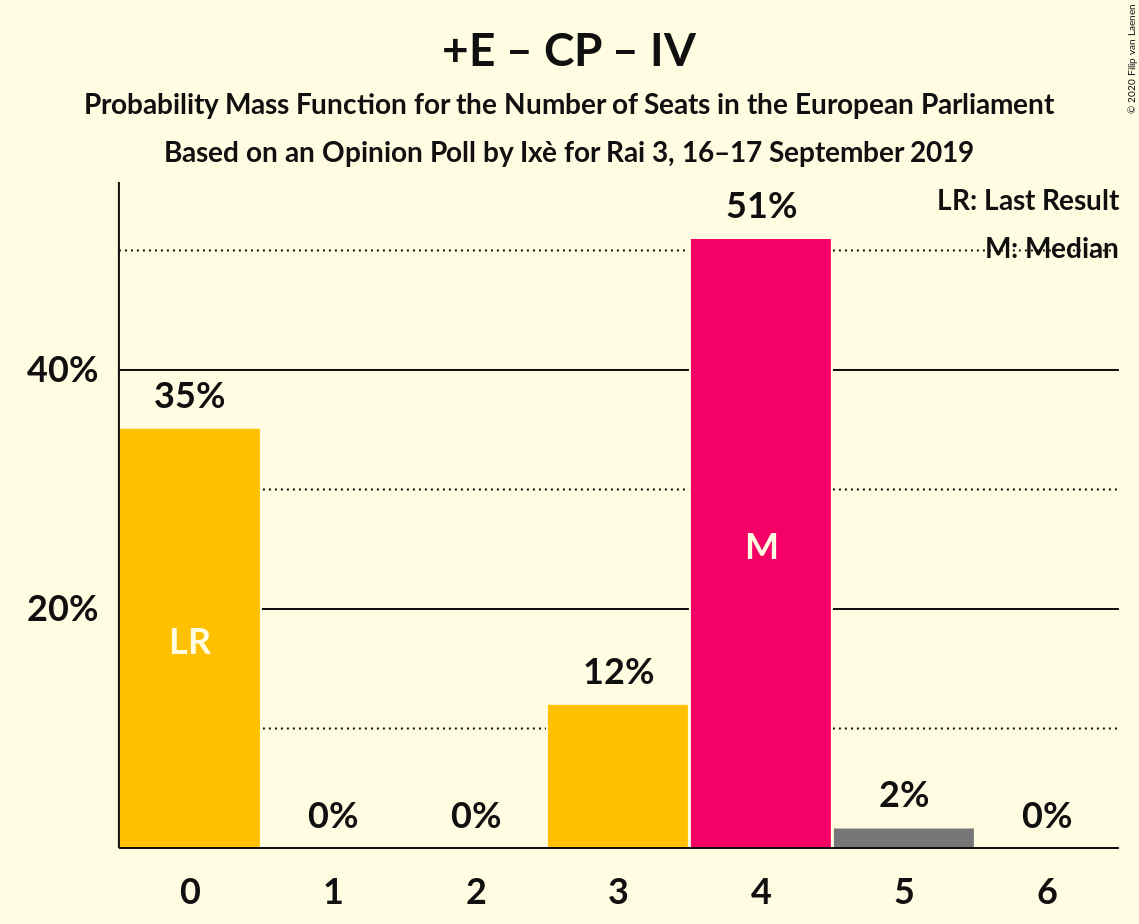 +E – CP – IV
Probability Mass Function for the Number of Seats in the European Parliament
Based on an Opinion Poll by Ixè for Rai 3, 16–17 September 2019
© 2020 Filip van Laenen
LR: Last Result
M: Median
51%
40%
35%
M
20%
LR
12%
2%
0%
0%
0%
0 1 2 3 4 5 6